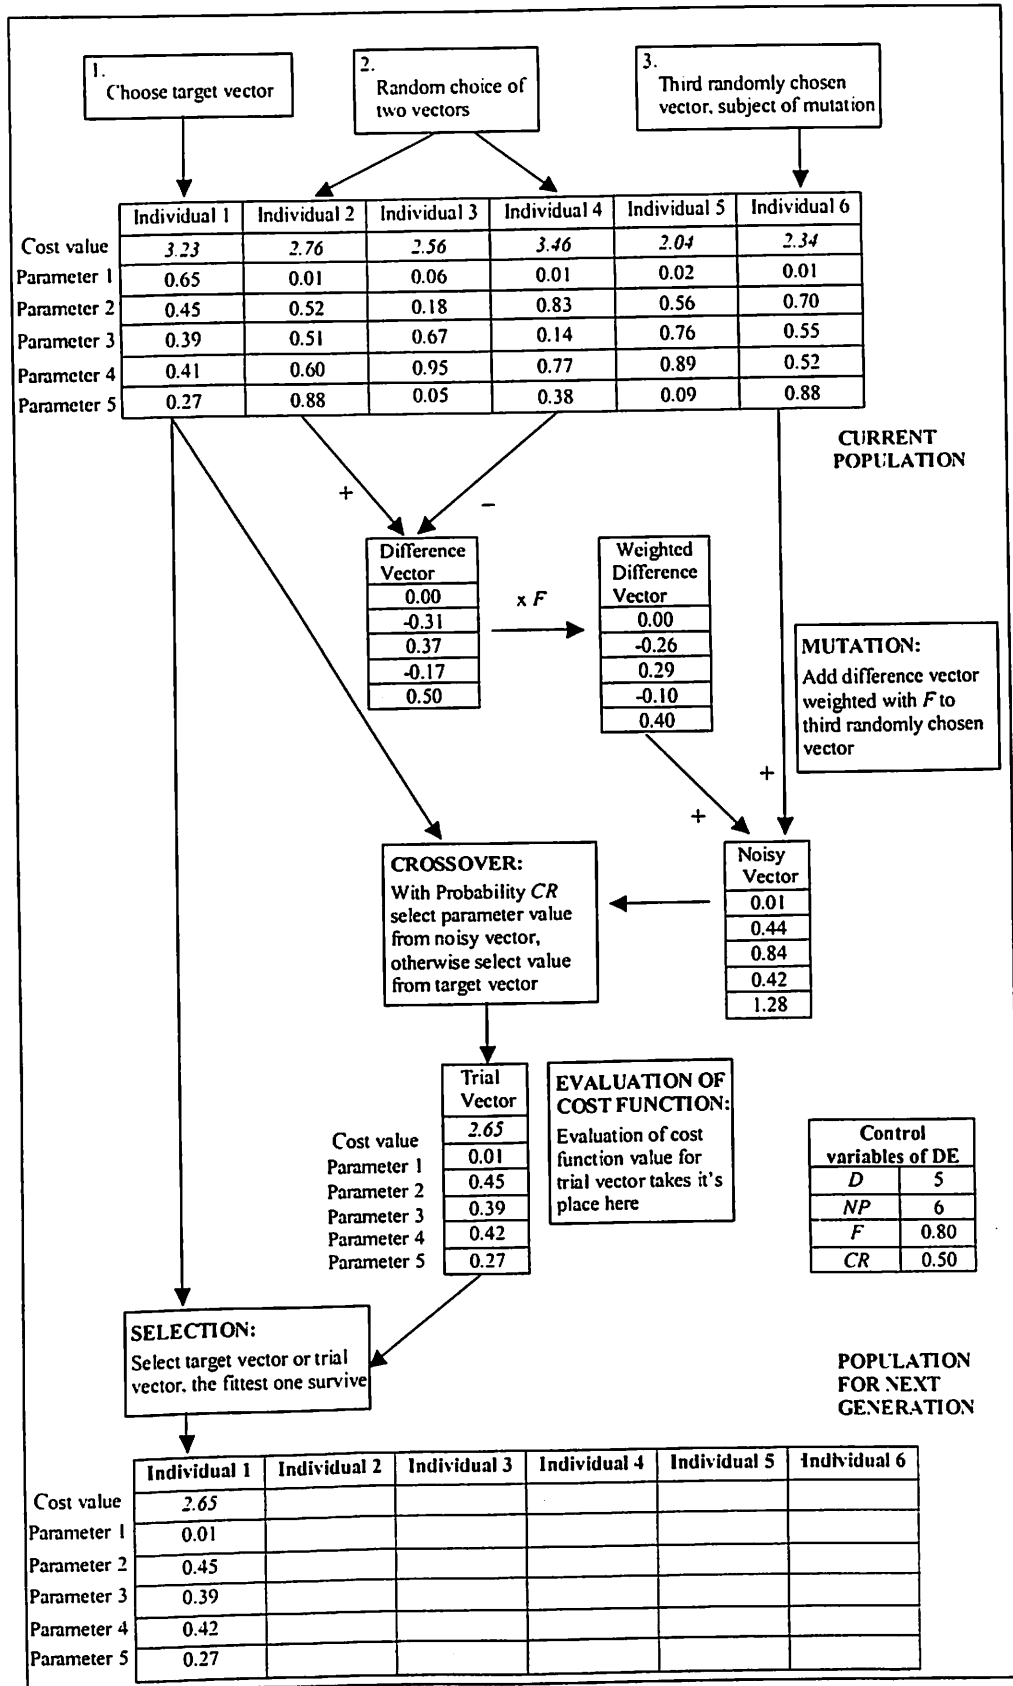 1.
Choose target vector
2.
Random choice of
two vectors
3.
Third randomly chosen
vector, subject of mutation
Individual 1 Individual 2 Individual 3 Individual 4 Individual 5 Individual 6
Cost value 3.23 2.76 2.56 3.46 2.04 2.34
Parameter 1 0.65 0.01 0.06 0.01 0.02 0.01
Parameter 2 0.45 0.52 0.18 0.83 0.56 0.70
Parameter 3 0.39 0.51 0.67 0.14 0.76 0.55
Parameter 4 0.41 0.60 0.95 0.77 0.89 0.52
Parameter 5 0.27 0.88 0.05 0.38 0.09 0.88
CURRENT
POPULATION
+
−
Difference
Vector
0.00
-0.31
0.37
-0.17
0.50
x F
Weighted
Difference
Vector
0.00
-0.26
0.29
-0.10
0.40
MUTATION:
Add difference vector
weighted with F to
third randomly chosen
vector
+
+
CROSSOVER:
With Probability CR
select parameter value
from noisy vector,
otherwise select value
from target vector
Noisy
Vector
0.01
0.44
0.84
0.42
1.28
Trial
Vector
Cost value 2.65
Parameter 1 0.01
Parameter 2 0.45
Parameter 3 0.39
Parameter 4 0.42
Parameter 5 0.27
EVALUATION OF
COST FUNCTION:
Evaluation of cost
function value for
trial vector takes it's
place here
Control
variables of DE
D 5
NP 6
F 0.80
CR 0.50
SELECTION:
Select target vector or trial
vector, the fittest one survive
POPULATION
FOR NEXT
GENERATION
Individual 1 Individual 2 Individual 3 Individual 4 Individual 5 Individual 6
Cost value 2.65
Parameter 1 0.01
Parameter 2 0.45
Parameter 3 0.39
Parameter 4 0.42
Parameter 5 0.27